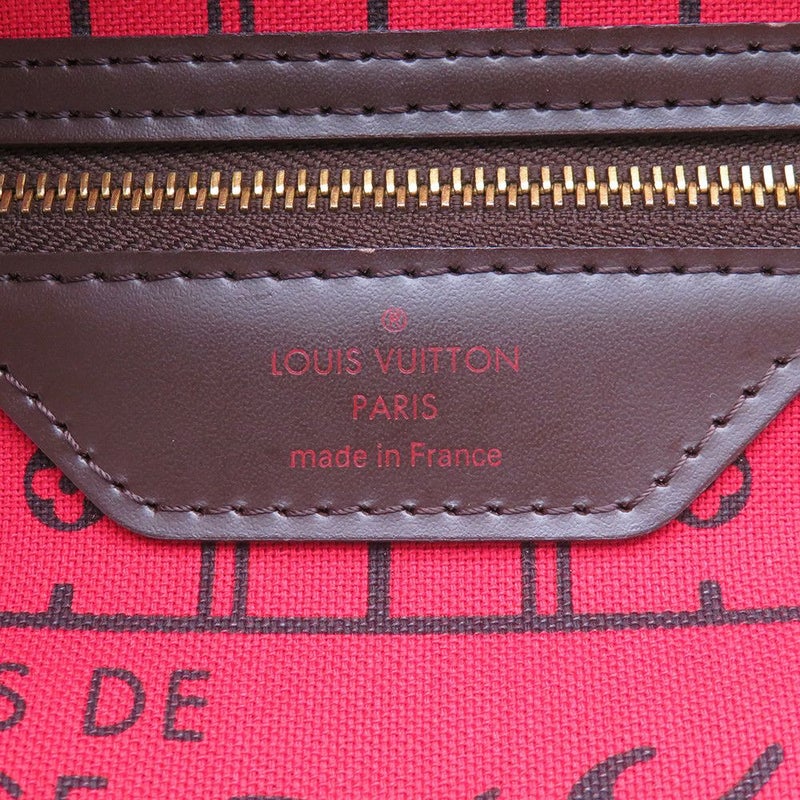 LOUIS VUITTON
PARIS
made in France
S DE